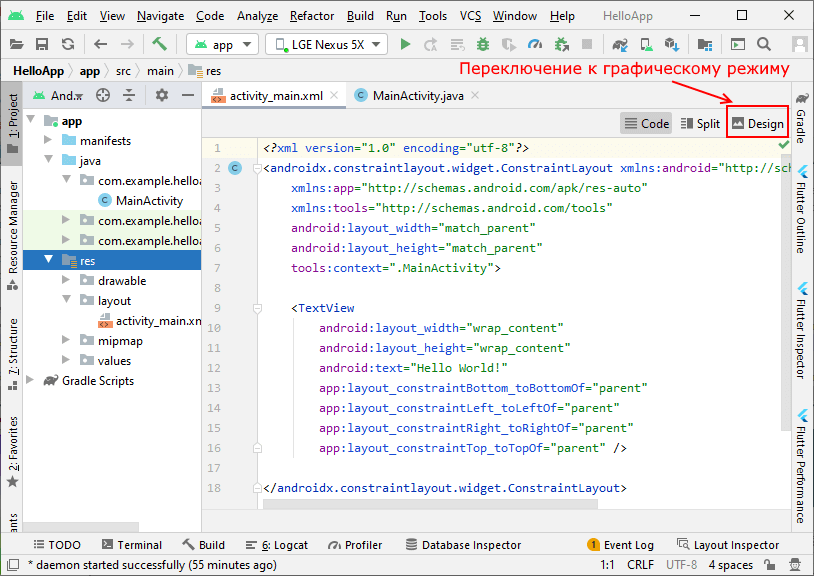 File Edit View Navigate Code Analyze Refactor Build Run Tools VCS Window Help HelloApp
app LGE Nexus 5X
HelloApp app src main res
Переключение к графическому режиму
1: Project
Resource Manager
7: Structure
2: Favorites
And..
activity_main.xml MainActivity.java
Code Split Design
app
manifests
java
com.example.helloa
MainActivity
com.example.helloa
com.example.helloa
res
drawable
layout
activity_main.xm
mipmap
values
Gradle Scripts
1 <?xml version="1.0" encoding="utf-8"?>
2 <androidx.constraintlayout.widget.ConstraintLayout xmlns:android="http://sch
3 xmlns:app="http://schemas.android.com/apk/res-auto"
4 xmlns:tools="http://schemas.android.com/tools"
5 android:layout_width="match_parent"
6 android:layout_height="match_parent"
7 tools:context=".MainActivity">
8
9 <TextView
10 android:layout_width="wrap_content"
11 android:layout_height="wrap_content"
12 android:text="Hello World!"
13 app:layout_constraintBottom_toBottomOf="parent"
14 app:layout_constraintLeft_toLeftOf="parent"
15 app:layout_constraintRight_toRightOf="parent"
16 app:layout_constraintTop_toTopOf="parent" />
17
18 </androidx.constraintlayout.widget.ConstraintLayout>
Gradle
Flutter Outline
Flutter Inspector
Flutter Performance
TODO Terminal Build 6: Logcat Profiler Database Inspector 1 Event Log Layout Inspector
* daemon started successfully (55 minutes ago) 1:1 CRLF UTF-8 4 spaces